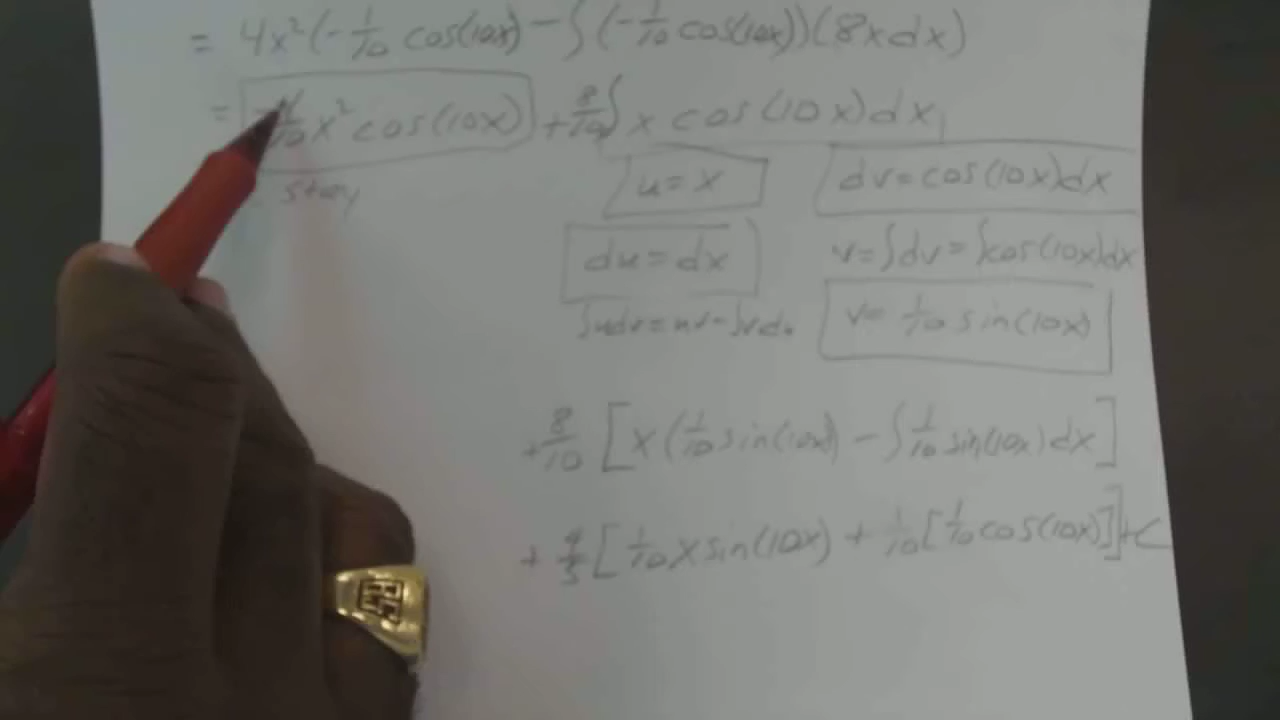 = 4x²(-1/10 cos(10x) - ∫(-1/10 cos(10x))(8xdx)
= -4/10 x² cos(10x) + 8/10 ∫ x cos(10x)dx
stay
u = x
dv = cos(10x)dx
du = dx
v = ∫dv = ∫cos(10x)dx
∫udv = uv - ∫vdu
v = 1/10 sin(10x)
+ 8/10 [x(1/10 sin(10x) - ∫ 1/10 sin(10x)dx]
+ 4/5 [1/10 x sin(10x) + 1/10 [1/10 cos(10x)]] + C